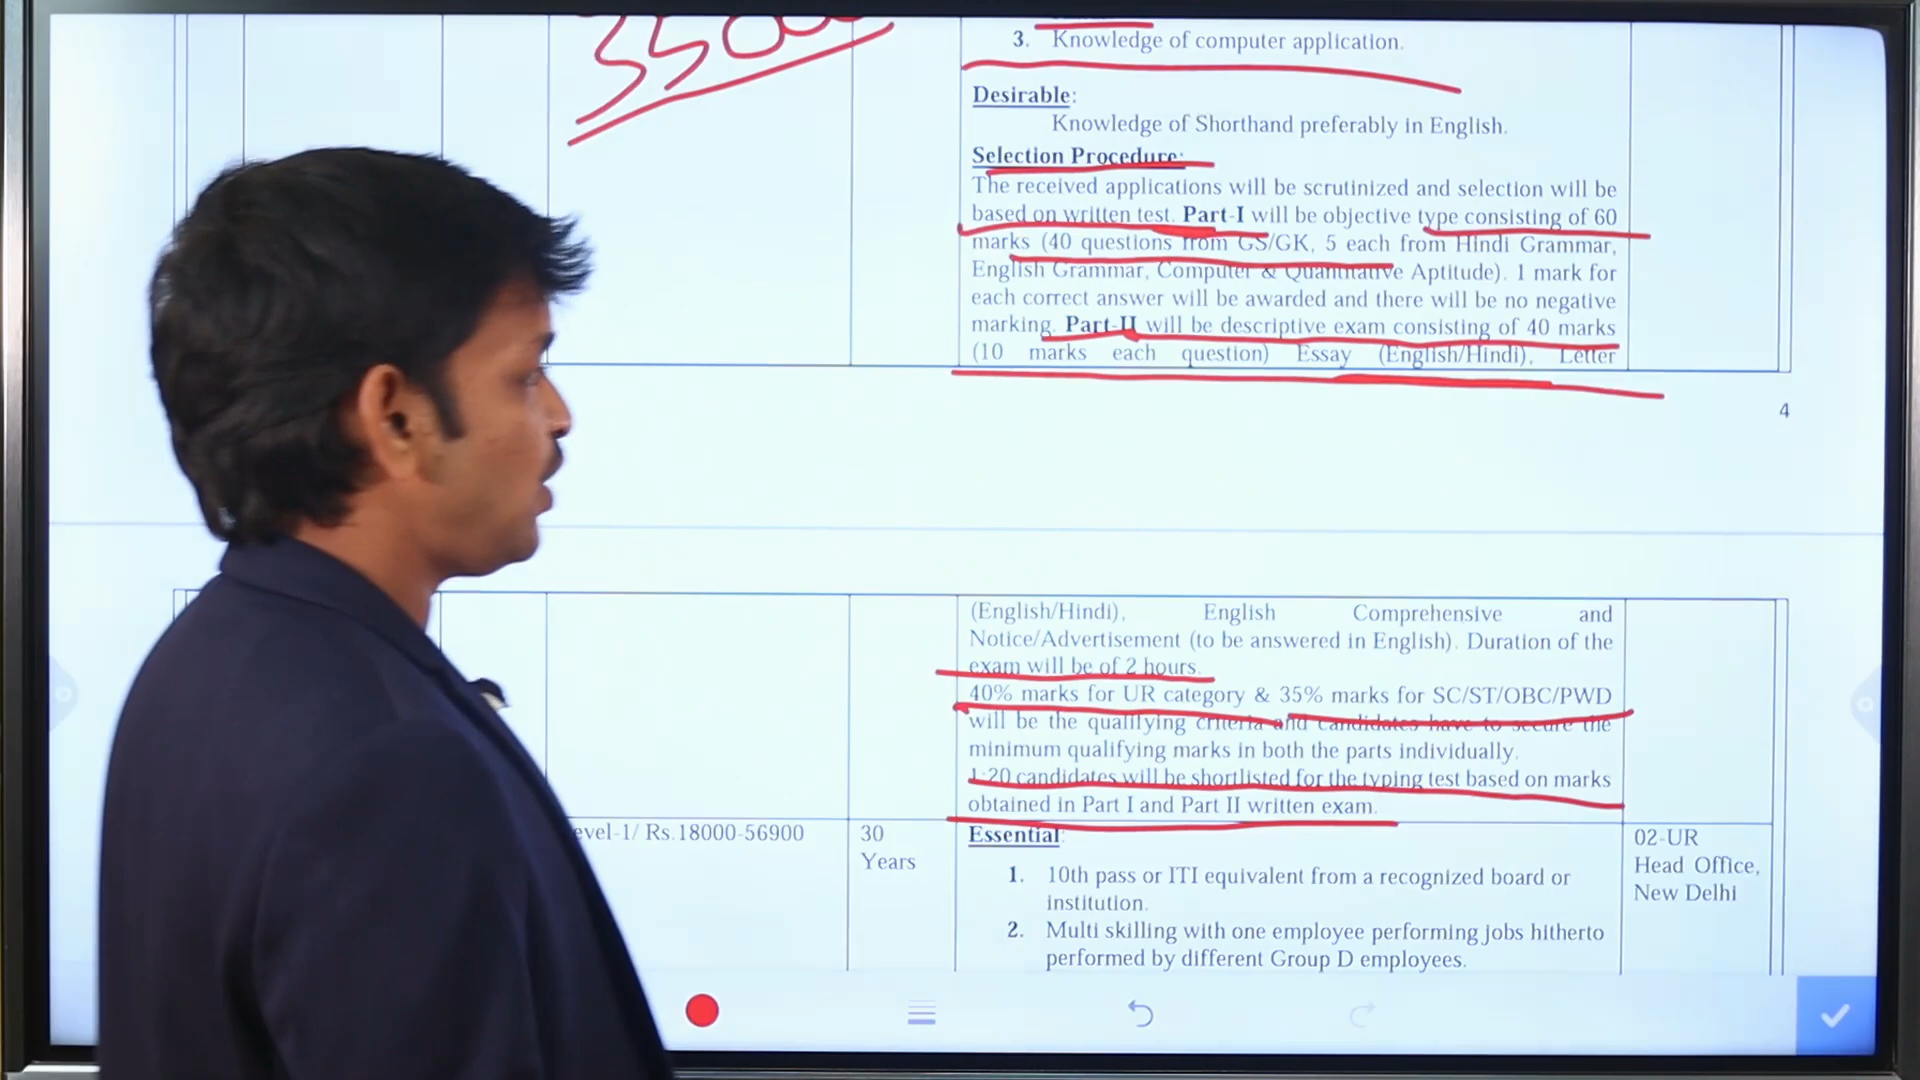 3500
3. Knowledge of computer application.
Desirable:
Knowledge of Shorthand preferably in English.
Selection Procedure:
The received applications will be scrutinized and selection will be
based on written test. Part-I will be objective type consisting of 60
marks (40 questions from GS/GK, 5 each from Hindi Grammar,
English Grammar, Computer & Quantitative Aptitude). 1 mark for
each correct answer will be awarded and there will be no negative
marking. Part-II will be descriptive exam consisting of 40 marks
(10 marks each question) Essay (English/Hindi), Letter
4
(English/Hindi), English Comprehensive and
Notice/Advertisement (to be answered in English). Duration of the
exam will be of 2 hours.
40% marks for UR category & 35% marks for SC/ST/OBC/PWD
will be the qualifying criteria and candidates have to secure the
minimum qualifying marks in both the parts individually.
1:20 candidates will be shortlisted for the typing test based on marks
obtained in Part I and Part II written exam.
evel-1/ Rs.18000-56900
30
Years
Essential:
1. 10th pass or ITI equivalent from a recognized board or
institution.
2. Multi skilling with one employee performing jobs hitherto
performed by different Group D employees.
02-UR
Head Office,
New Delhi